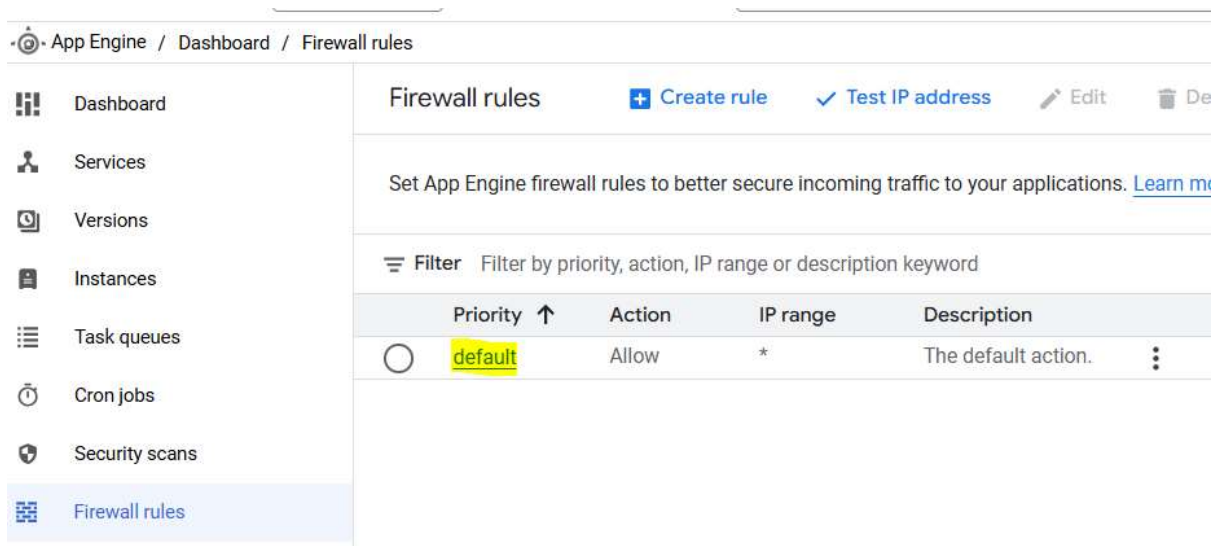 App Engine / Dashboard / Firewall rules
Dashboard
Services
Versions
Instances
Task queues
Cron jobs
Security scans
Firewall rules
Firewall rules Create rule Test IP address Edit De
Set App Engine firewall rules to better secure incoming traffic to your applications. Learn mo
Filter Filter by priority, action, IP range or description keyword
Priority Action IP range Description
default Allow * The default action.